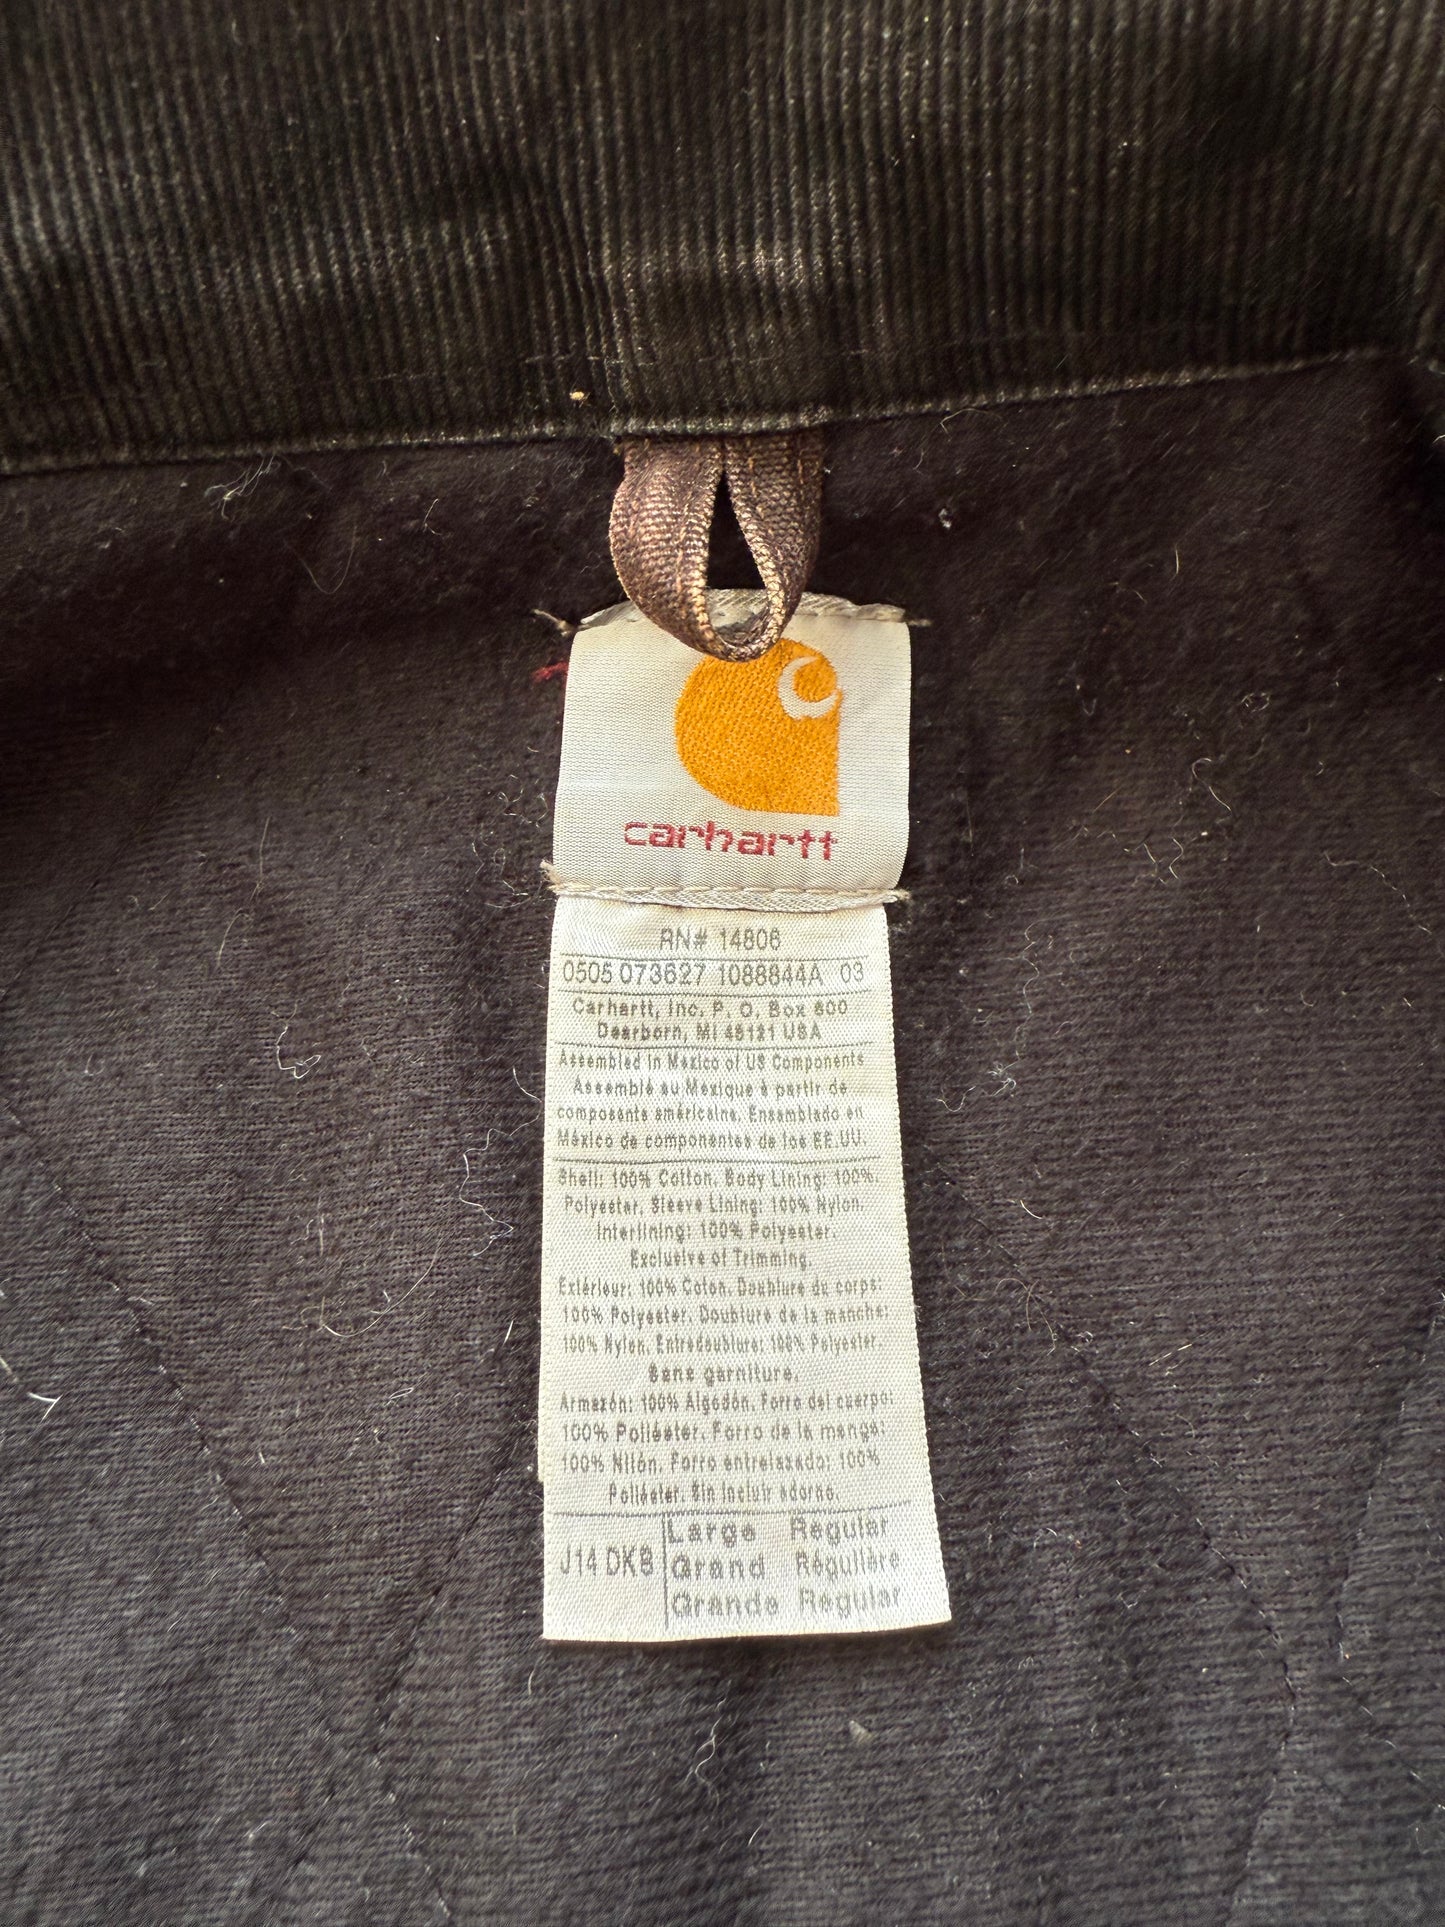 carhartt
RN# 14806
0505 073627 1088844A 03
Carhartt, Inc. P. O. Box 600
Dearborn, MI 48121 USA
Assembled in Mexico of US Components
Assemblé au Mexique à partir de
composants américains. Ensamblado en
México de componentes de los EE.UU.
Shell: 100% Cotton. Body Lining: 100%
Polyester. Sleeve Lining: 100% Nylon.
Interlining: 100% Polyester.
Exclusive of Trimming.
Extérieur: 100% Coton. Doublure du corps:
100% Polyester. Doublure de la manche:
100% Nylon. Entredoublure: 100% Polyester.
Sans garniture.
Armazón: 100% Algodón. Forro del cuerpo:
100% Poliéster. Forro de la manga:
100% Nilón. Forro entrelazado: 100%
Poliéster. Sin incluir adorno.
J14 DKB
Large Regular
Grand Régulière
Grande Regular